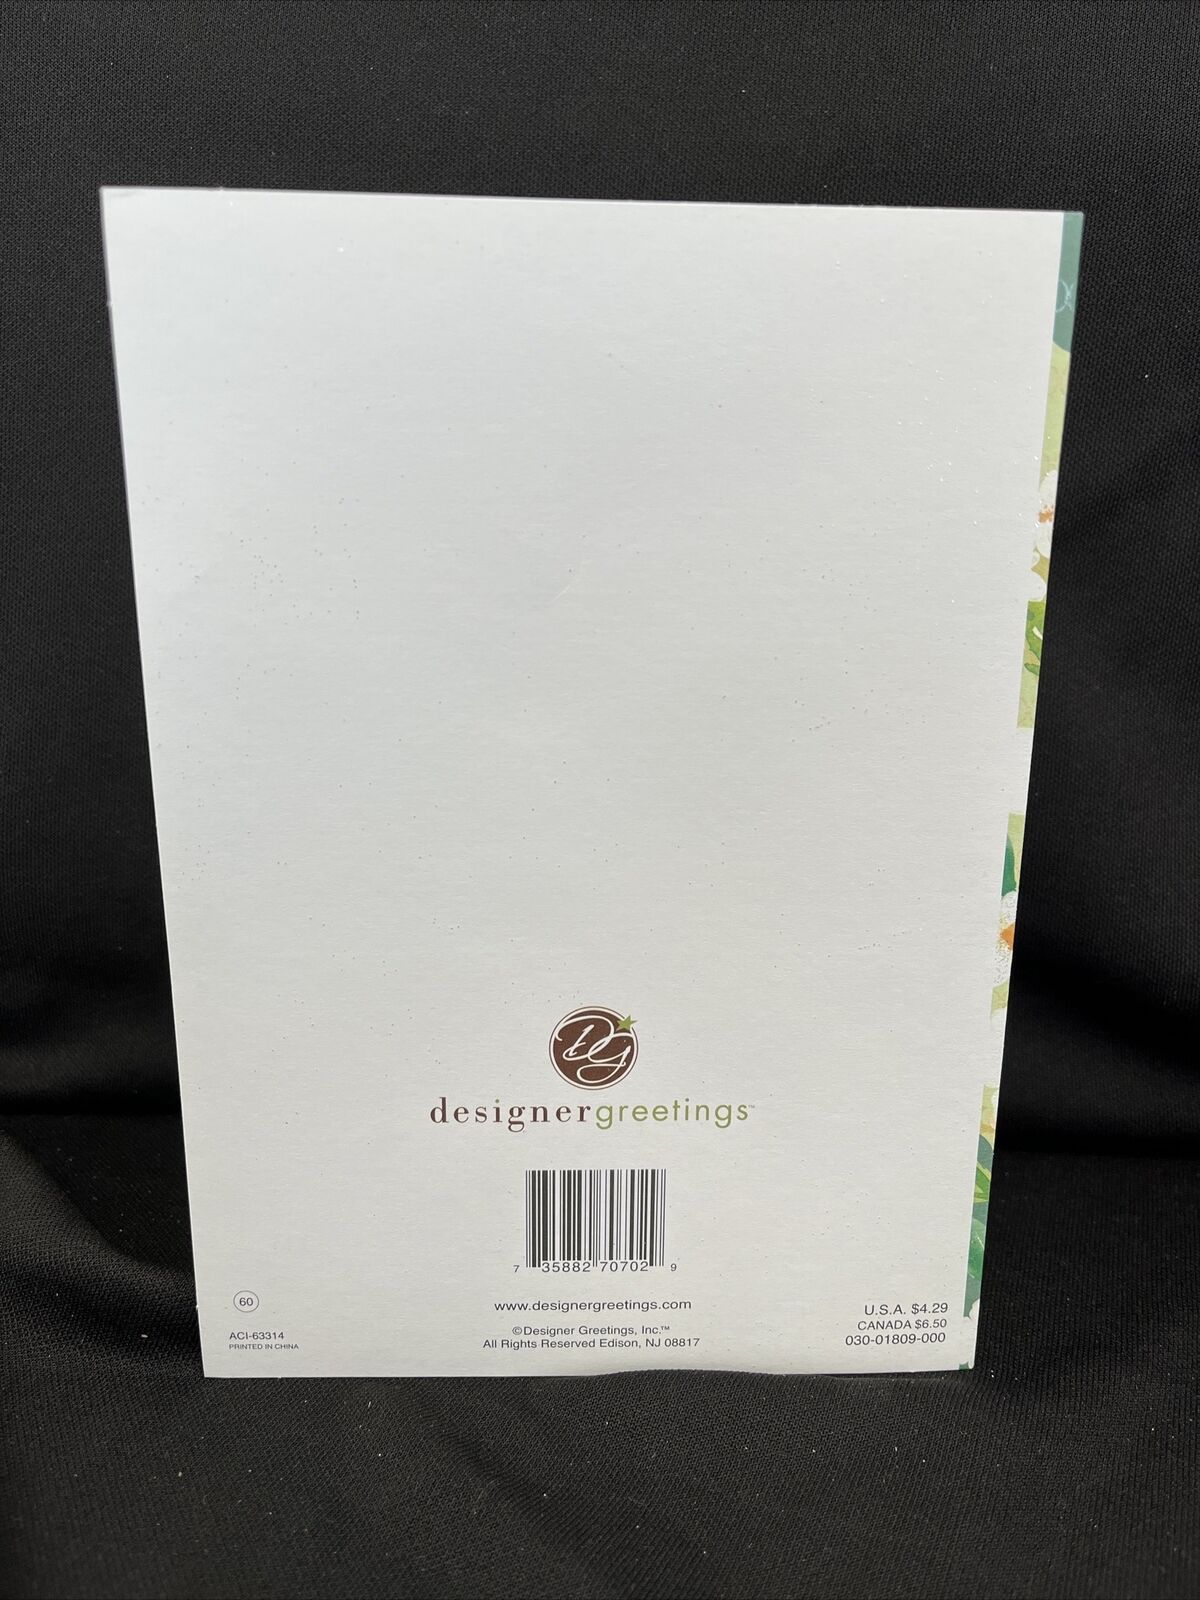 DG
designergreetings™
7 35882 70702 9
60
www.designergreetings.com
U.S.A. $4.29
CANADA $6.50
030-01809-000
©Designer Greetings, Inc.™
All Rights Reserved Edison, NJ 08817
ACI-63314
PRINTED IN CHINA